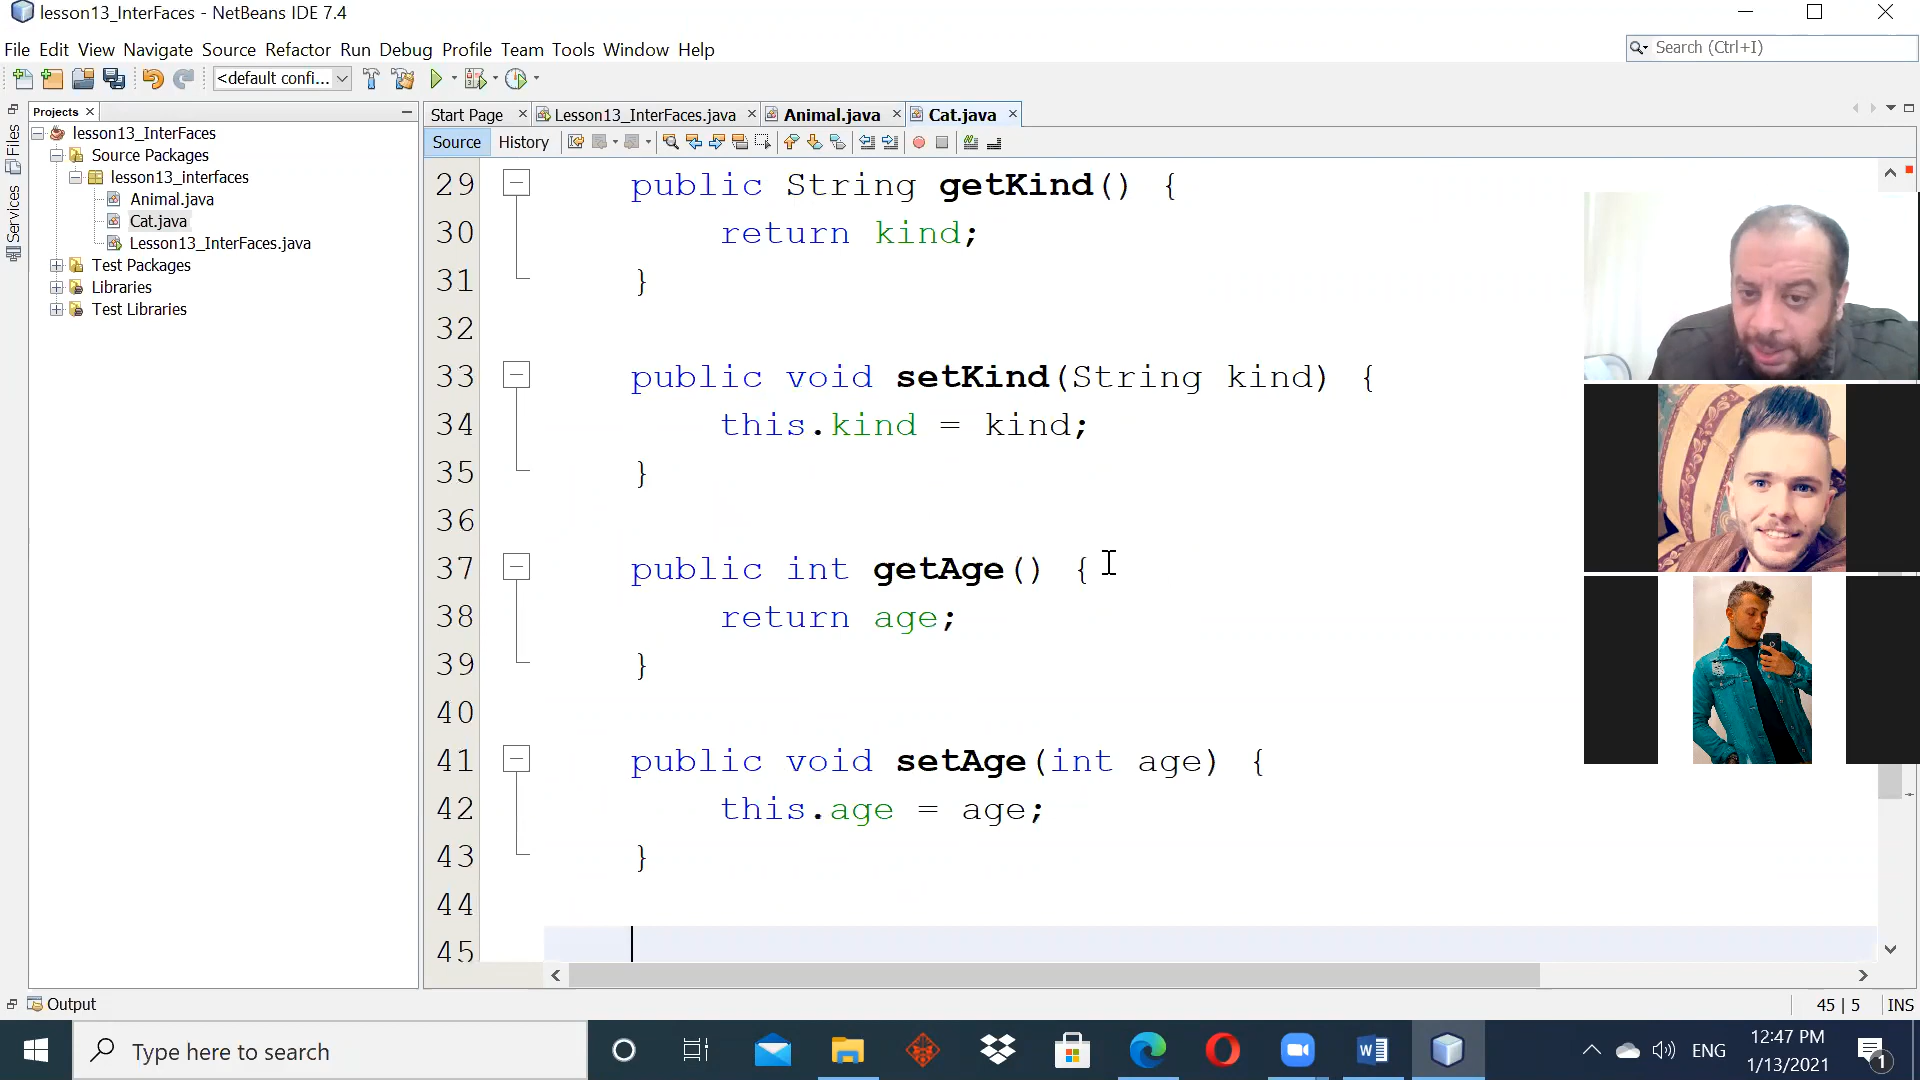 lesson13_InterFaces - NetBeans IDE 7.4
File Edit View Navigate Source Refactor Run Debug Profile Team Tools Window Help
Search (Ctrl+I)
<default confi...
Files
Services
Projects
lesson13_InterFaces
Source Packages
lesson13_interfaces
Animal.java
Cat.java
Lesson13_InterFaces.java
Test Packages
Libraries
Test Libraries
Start Page Lesson13_InterFaces.java Animal.java Cat.java
Source History
29 public String getKind() {
30 return kind;
31 }
32
33 public void setKind(String kind) {
34 this.kind = kind;
35 }
36
37 public int getAge() {
38 return age;
39 }
40
41 public void setAge(int age) {
42 this.age = age;
43 }
44
45
Output
45 | 5 INS
Type here to search
ENG
12:47 PM
1/13/2021
1